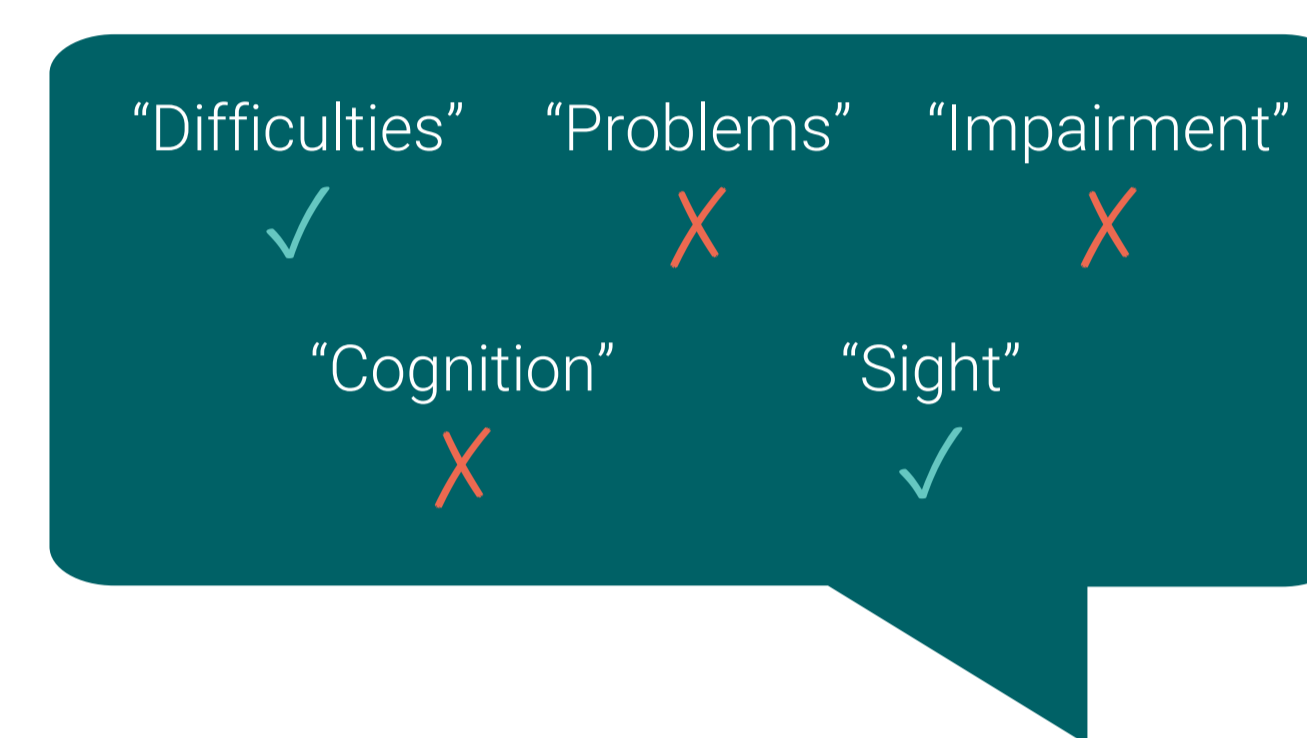 “Difficulties” “Problems” “Impairment”
✓ ✗ ✗
“Cognition” “Sight”
✗ ✓